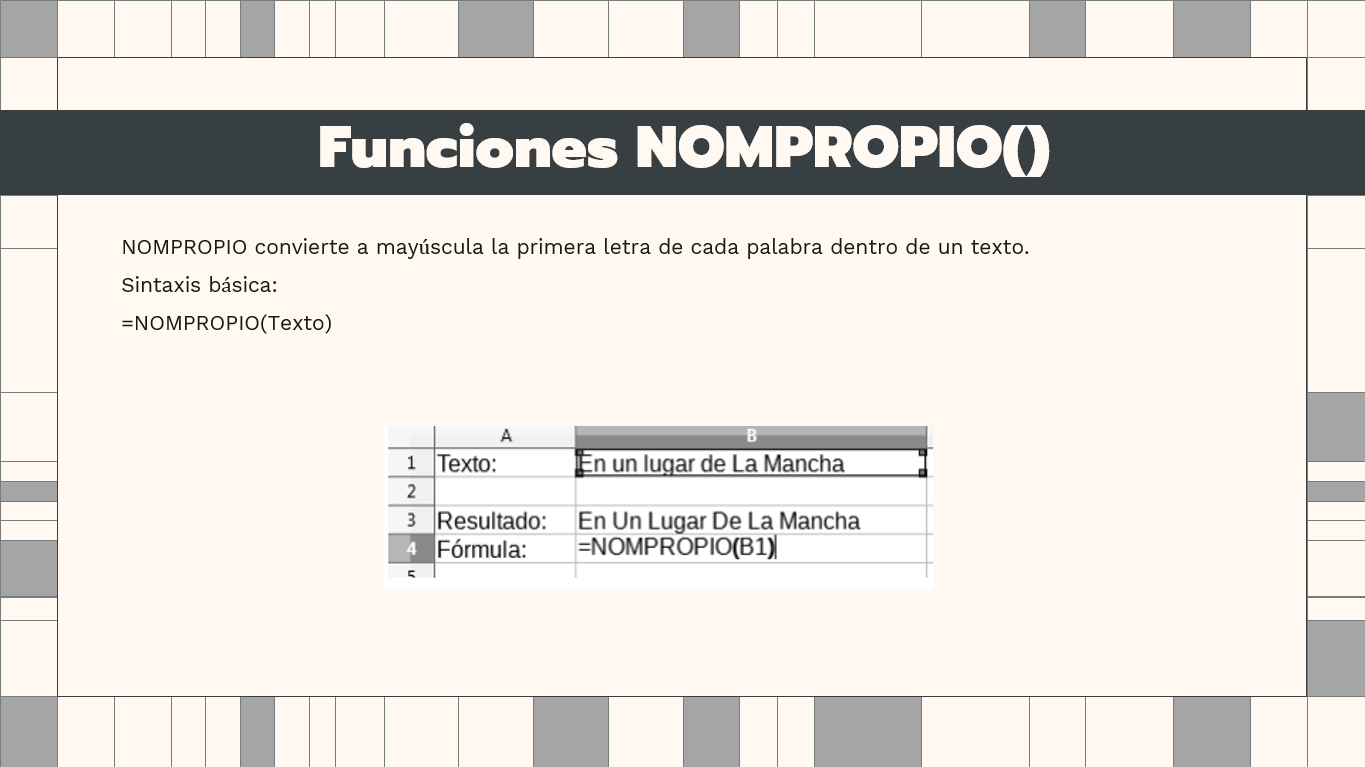 Funciones NOMPROPIO()
NOMPROPIO convierte a mayúscula la primera letra de cada palabra dentro de un texto.
Sintaxis básica:
=NOMPROPIO(Texto)
A B
1 Texto: En un lugar de La Mancha
2
3 Resultado: En Un Lugar De La Mancha
4 Fórmula: =NOMPROPIO(B1)
5